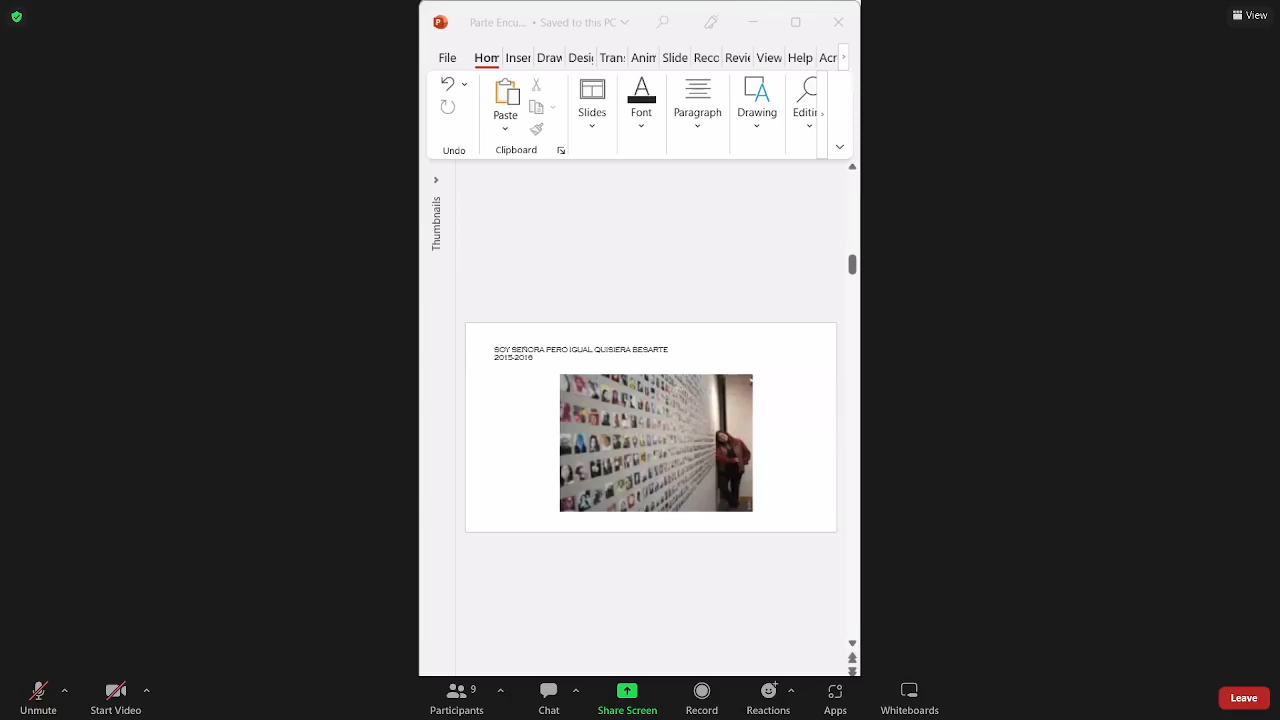 View
Parte Encu... • Saved to this PC
File
Hom
Inser
Draw
Desig
Trans
Anim
Slide
Reco
Revie
View
Help
Acr
Paste
Slides
Font
Paragraph
Drawing
Editin
Undo
Clipboard
Thumbnails
SOY SEÑORA PERO IGUAL QUISIERA BESARTE
2015-2016
Unmute
Start Video
9
Participants
Chat
Share Screen
Record
Reactions
Apps
Whiteboards
Leave